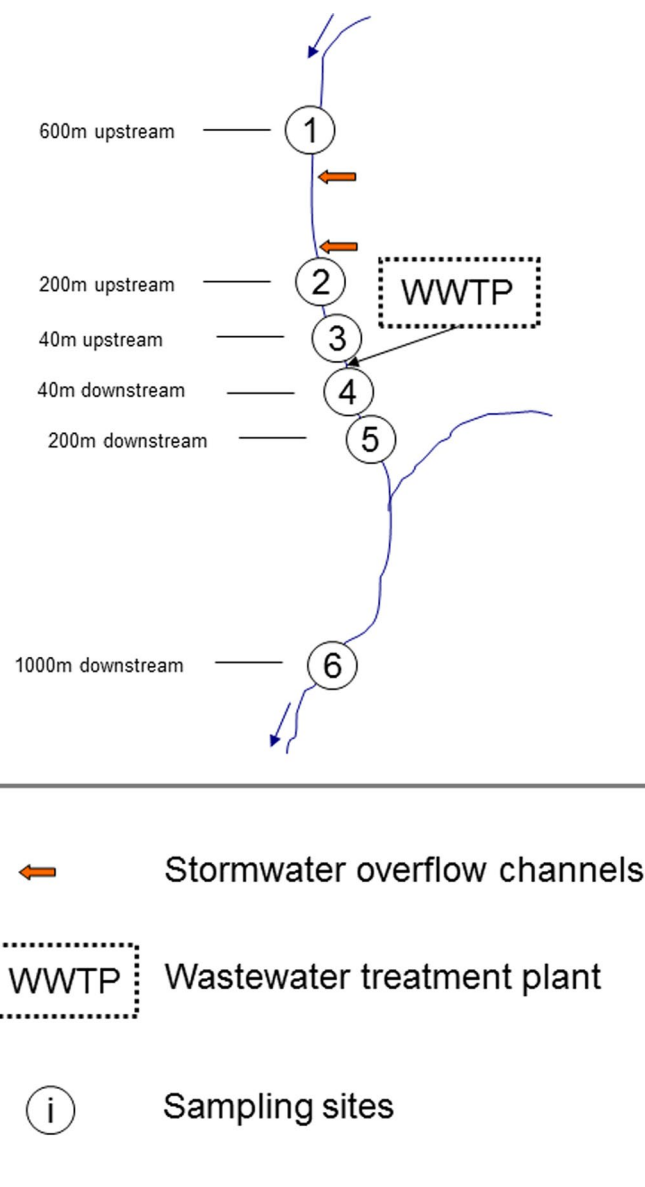 600m upstream
1
200m upstream
2
WWTP
40m upstream
3
40m downstream
4
200m downstream
5
1000m downstream
6
Stormwater overflow channels
WWTP Wastewater treatment plant
i Sampling sites